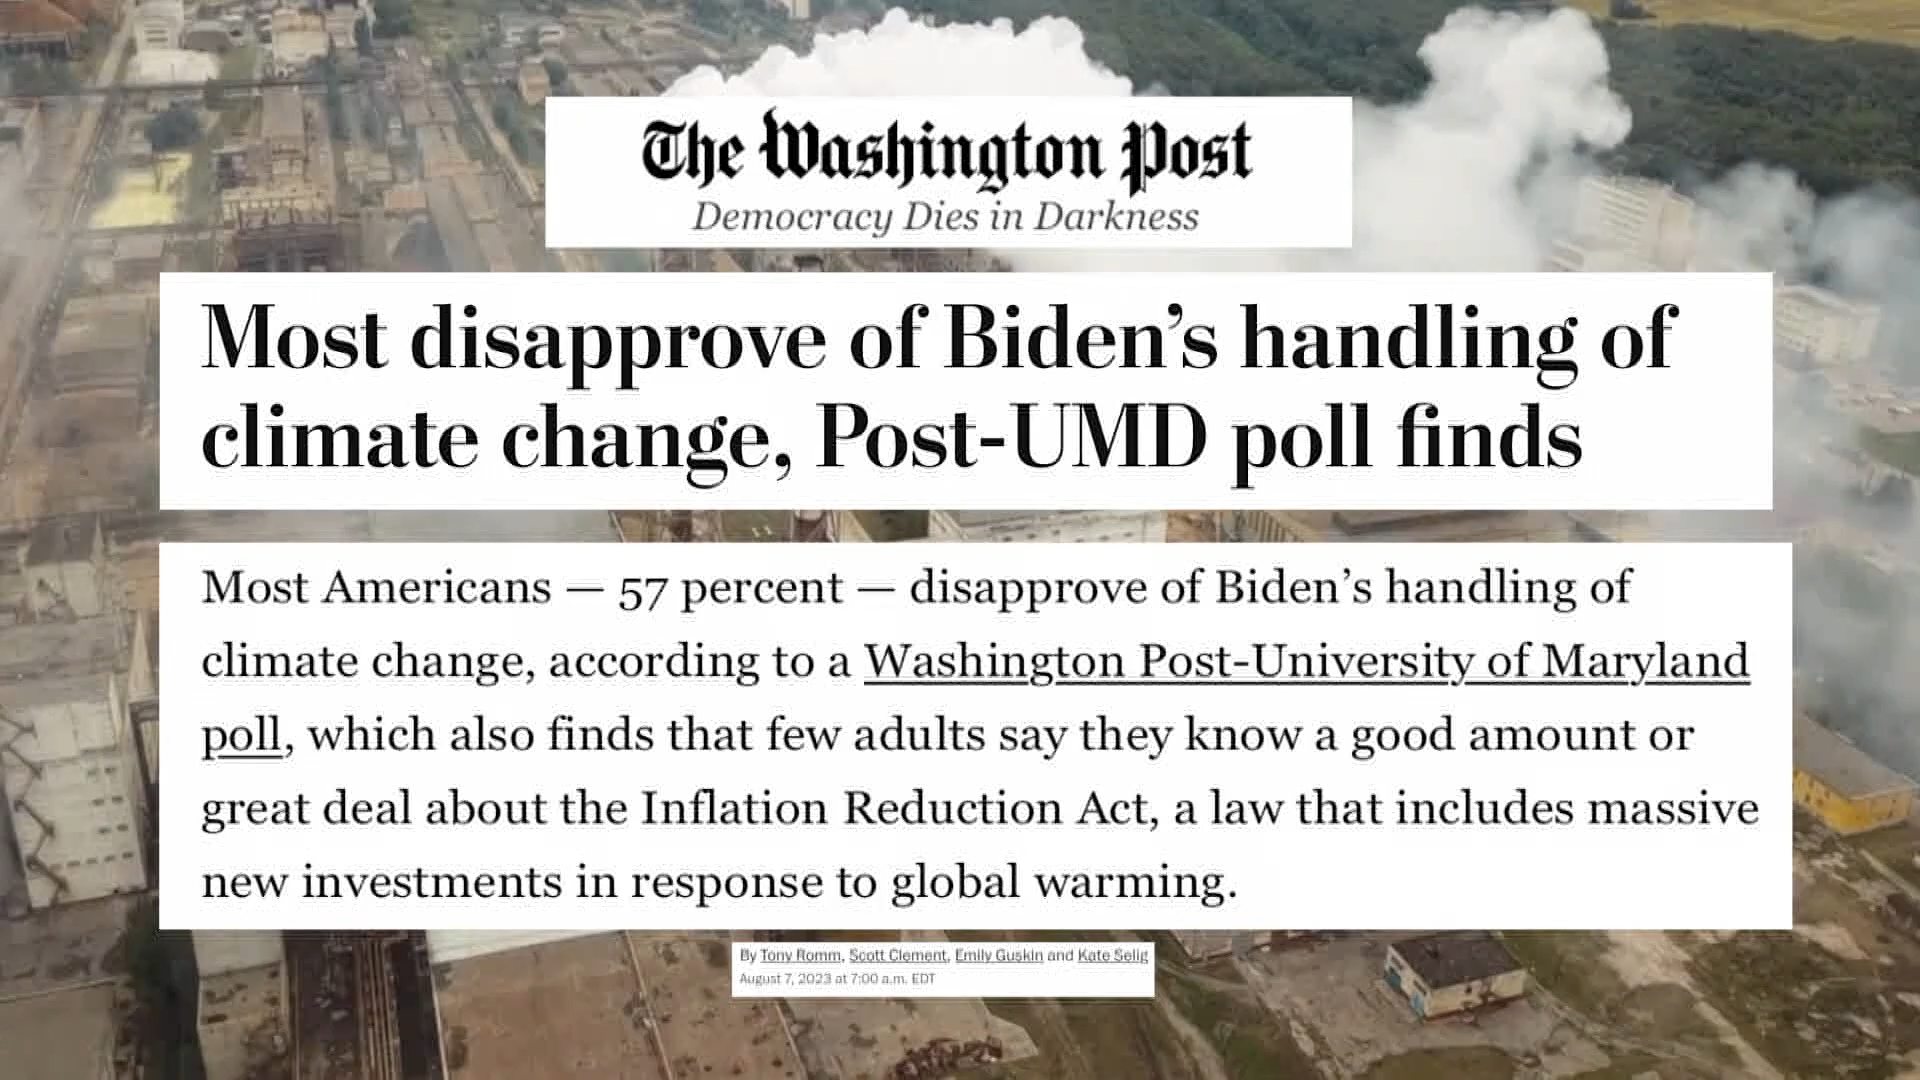 The Washington Post
Democracy Dies in Darkness
Most disapprove of Biden’s handling of
climate change, Post-UMD poll finds
Most Americans — 57 percent — disapprove of Biden’s handling of
climate change, according to a Washington Post-University of Maryland
poll, which also finds that few adults say they know a good amount or
great deal about the Inflation Reduction Act, a law that includes massive
new investments in response to global warming.
By Tony Romm, Scott Clement, Emily Guskin and Kate Selig
August 7, 2023 at 7:00 a.m. EDT